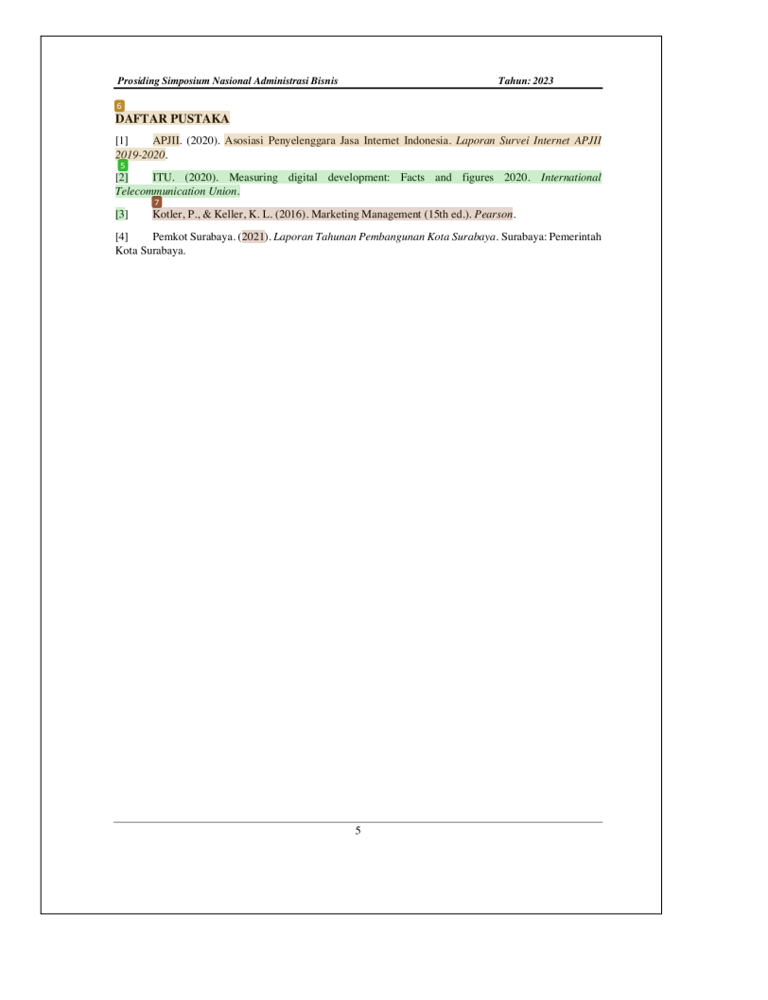 Prosiding Simposium Nasional Administrasi Bisnis Tahun: 2023
6
DAFTAR PUSTAKA
[1] APJII. (2020). Asosiasi Penyelenggara Jasa Internet Indonesia. Laporan Survei Internet APJII
2019-2020.
5
[2] ITU. (2020). Measuring digital development: Facts and figures 2020. International
Telecommunication Union.
7
[3] Kotler, P., & Keller, K. L. (2016). Marketing Management (15th ed.). Pearson.
[4] Pemkot Surabaya. (2021). Laporan Tahunan Pembangunan Kota Surabaya. Surabaya: Pemerintah
Kota Surabaya.
5